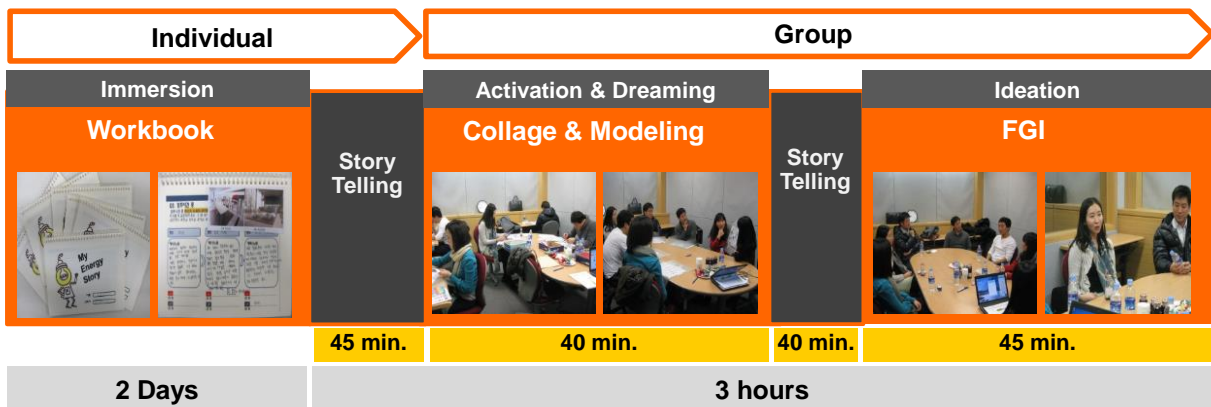 Individual
Group
Immersion
Activation & Dreaming
Ideation
Workbook
Story
Telling
Collage & Modeling
Story
Telling
FGI
My
Energy
Story
45 min.
40 min.
40 min.
45 min.
2 Days
3 hours